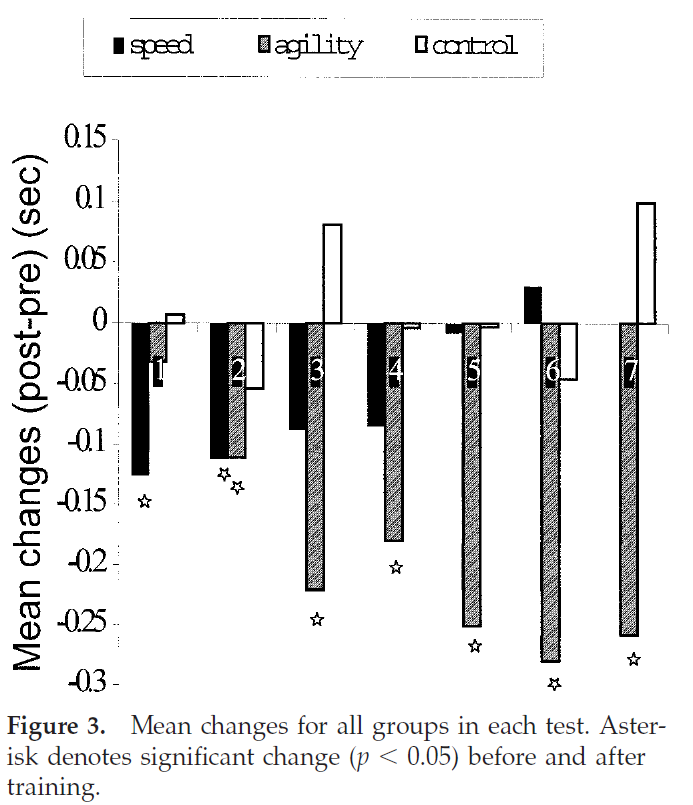 speed agility control
Mean changes (post-pre) (sec)
0.15
0.1
0.05
0
-0.05
-0.1
-0.15
-0.2
-0.25
-0.3
1 2 3 4 5 6 7
Figure 3. Mean changes for all groups in each test. Aster-
isk denotes significant change (p < 0.05) before and after
training.